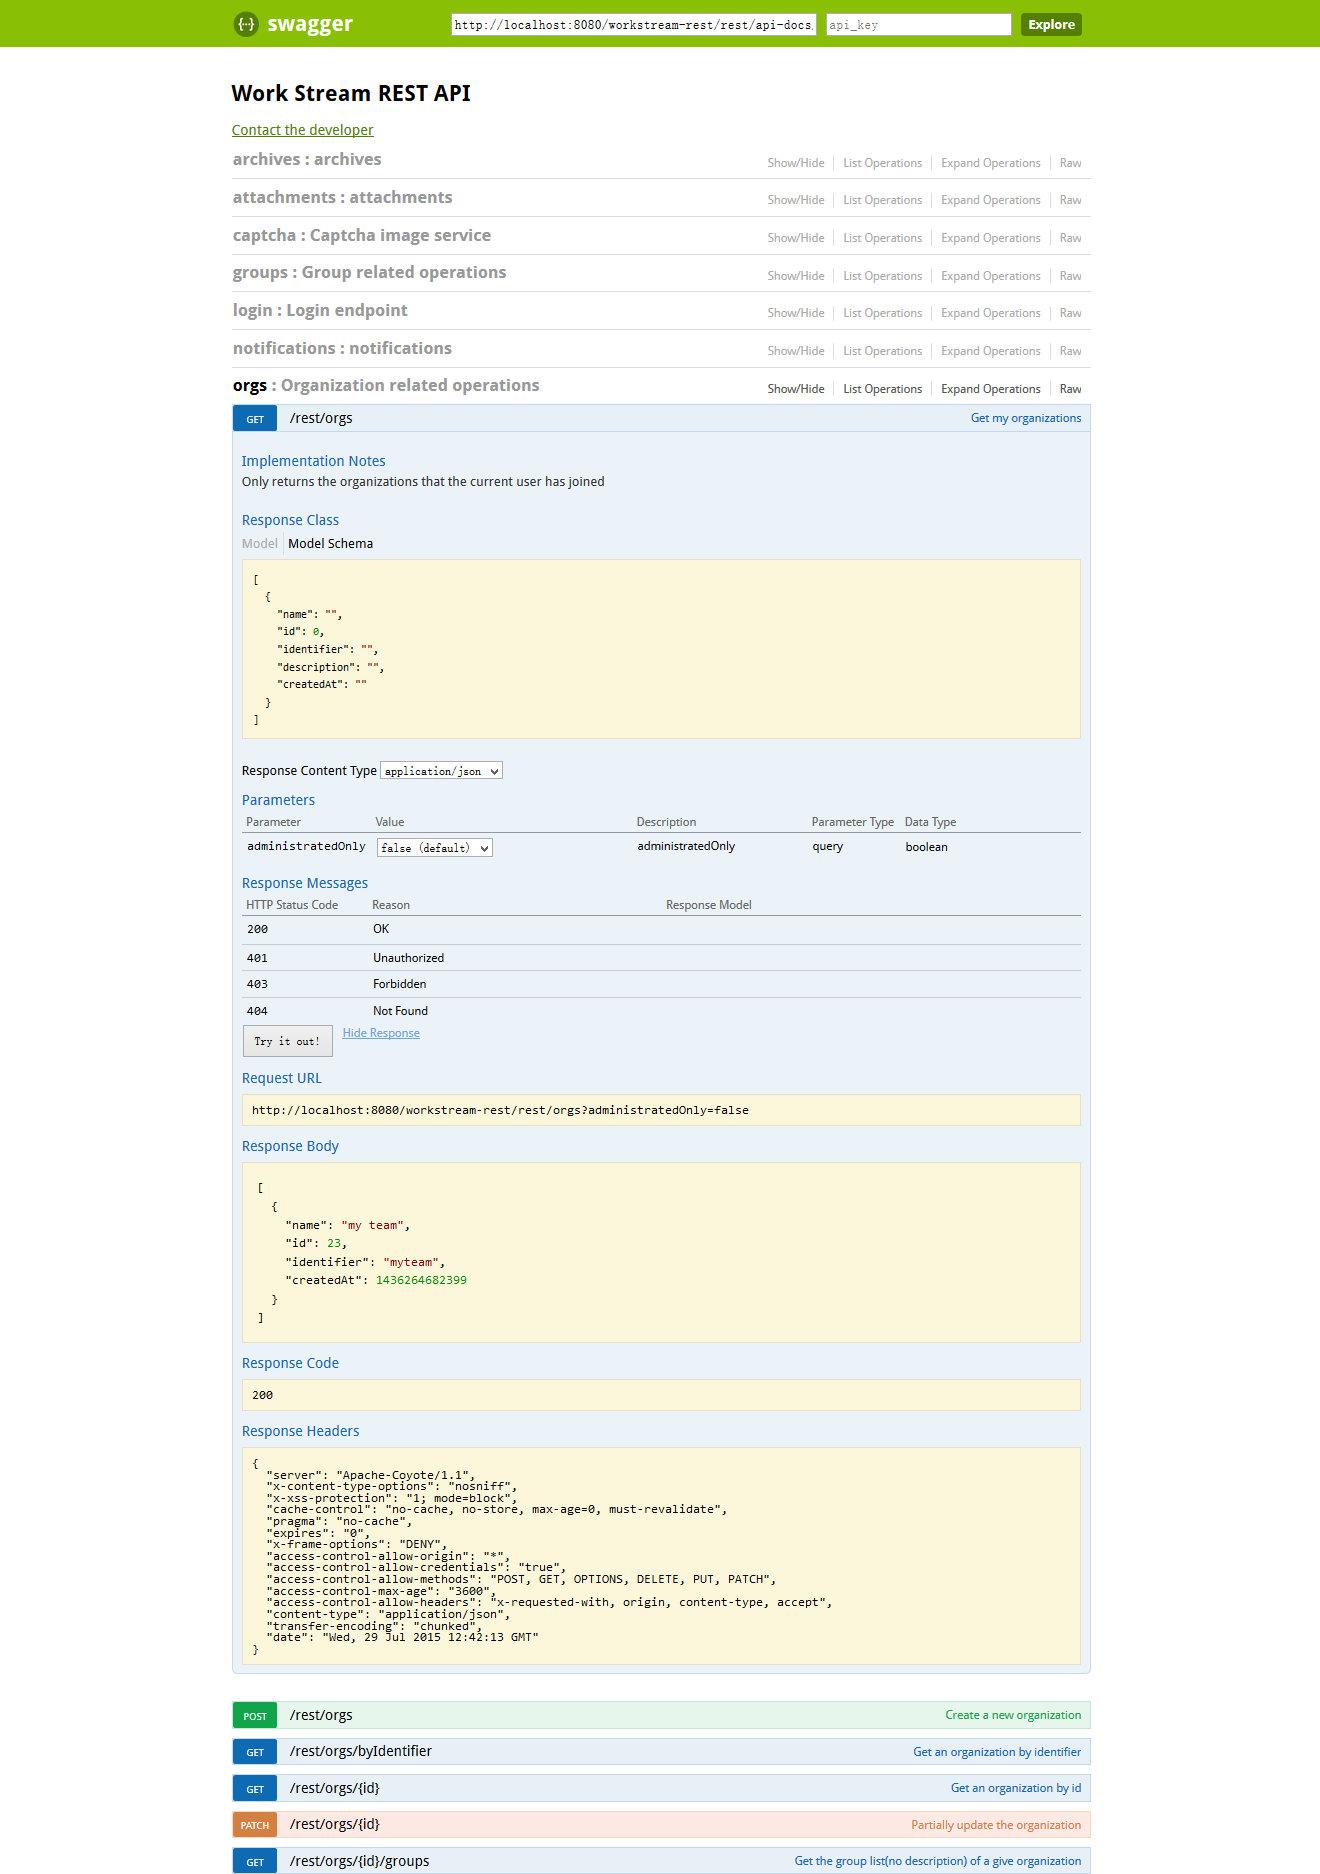 {··} swagger http://localhost:8080/workstream-rest/rest/api-docs api_key Explore
Work Stream REST API
Contact the developer
archives : archives Show/Hide List Operations Expand Operations Raw
attachments : attachments Show/Hide List Operations Expand Operations Raw
captcha : Captcha image service Show/Hide List Operations Expand Operations Raw
groups : Group related operations Show/Hide List Operations Expand Operations Raw
login : Login endpoint Show/Hide List Operations Expand Operations Raw
notifications : notifications Show/Hide List Operations Expand Operations Raw
orgs : Organization related operations Show/Hide List Operations Expand Operations Raw
GET /rest/orgs Get my organizations
Implementation Notes
Only returns the organizations that the current user has joined
Response Class
Model Model Schema
[
{
"name": "",
"id": 0,
"identifier": "",
"description": "",
"createdAt": ""
}
]
Response Content Type application/json
Parameters
Parameter Value Description Parameter Type Data Type
administratedOnly false (default) administratedOnly query boolean
Response Messages
HTTP Status Code Reason Response Model
200 OK
401 Unauthorized
403 Forbidden
404 Not Found
Try it out! Hide Response
Request URL
http://localhost:8080/workstream-rest/rest/orgs?administratedOnly=false
Response Body
[
{
"name": "my team",
"id": 23,
"identifier": "myteam",
"createdAt": 1436264682399
}
]
Response Code
200
Response Headers
{
"server": "Apache-Coyote/1.1",
"x-content-type-options": "nosniff",
"x-xss-protection": "1; mode=block",
"cache-control": "no-cache, no-store, max-age=0, must-revalidate",
"pragma": "no-cache",
"expires": "0",
"x-frame-options": "DENY",
"access-control-allow-origin": "*",
"access-control-allow-credentials": "true",
"access-control-allow-methods": "POST, GET, OPTIONS, DELETE, PUT, PATCH",
"access-control-max-age": "3600",
"access-control-allow-headers": "x-requested-with, origin, content-type, accept",
"content-type": "application/json",
"transfer-encoding": "chunked",
"date": "Wed, 29 Jul 2015 12:42:13 GMT"
}
POST /rest/orgs Create a new organization
GET /rest/orgs/byIdentifier Get an organization by identifier
GET /rest/orgs/{id} Get an organization by id
PATCH /rest/orgs/{id} Partially update the organization
GET /rest/orgs/{id}/groups Get the group list(no description) of a give organization